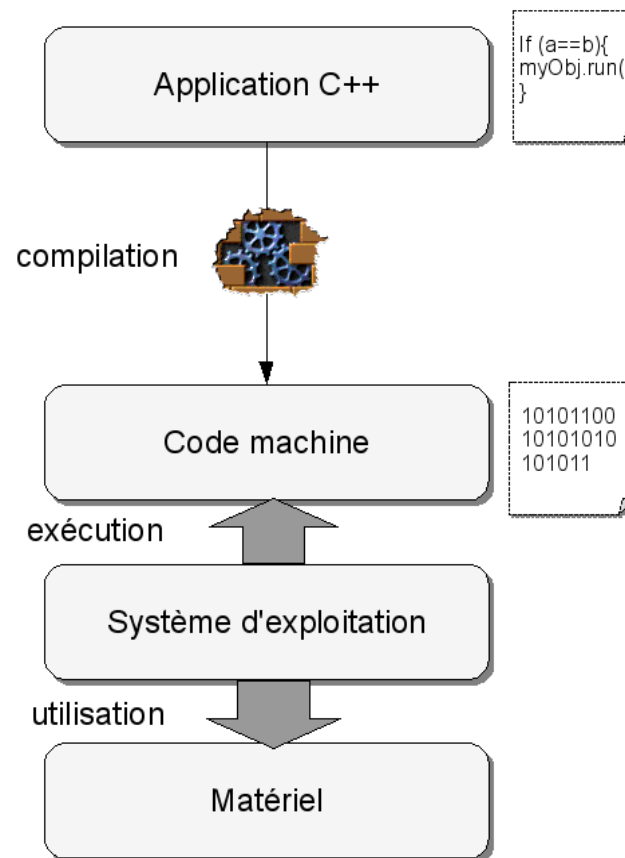 Application C++
If (a==b){
myObj.run(
}
compilation
Code machine
10101100
10101010
101011
exécution
Système d'exploitation
utilisation
Matériel